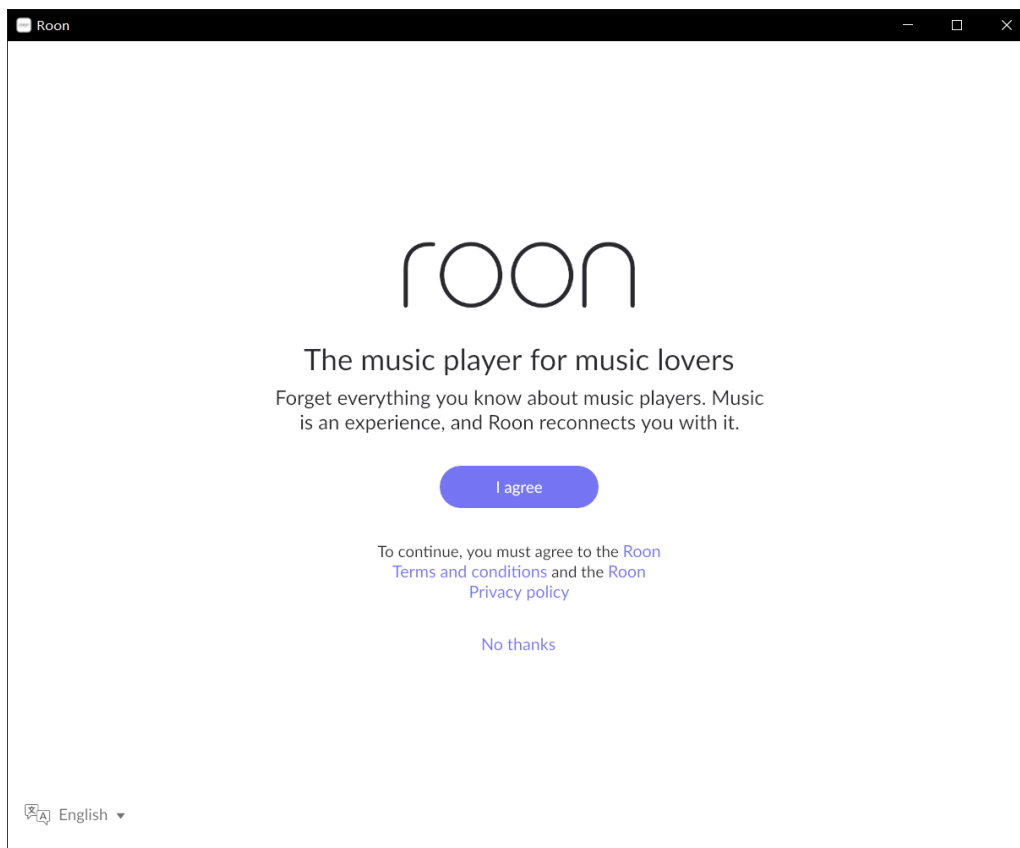 Roon
roon
The music player for music lovers
Forget everything you know about music players. Music
is an experience, and Roon reconnects you with it.
I agree
To continue, you must agree to the Roon
Terms and conditions and the Roon
Privacy policy
No thanks
文A English